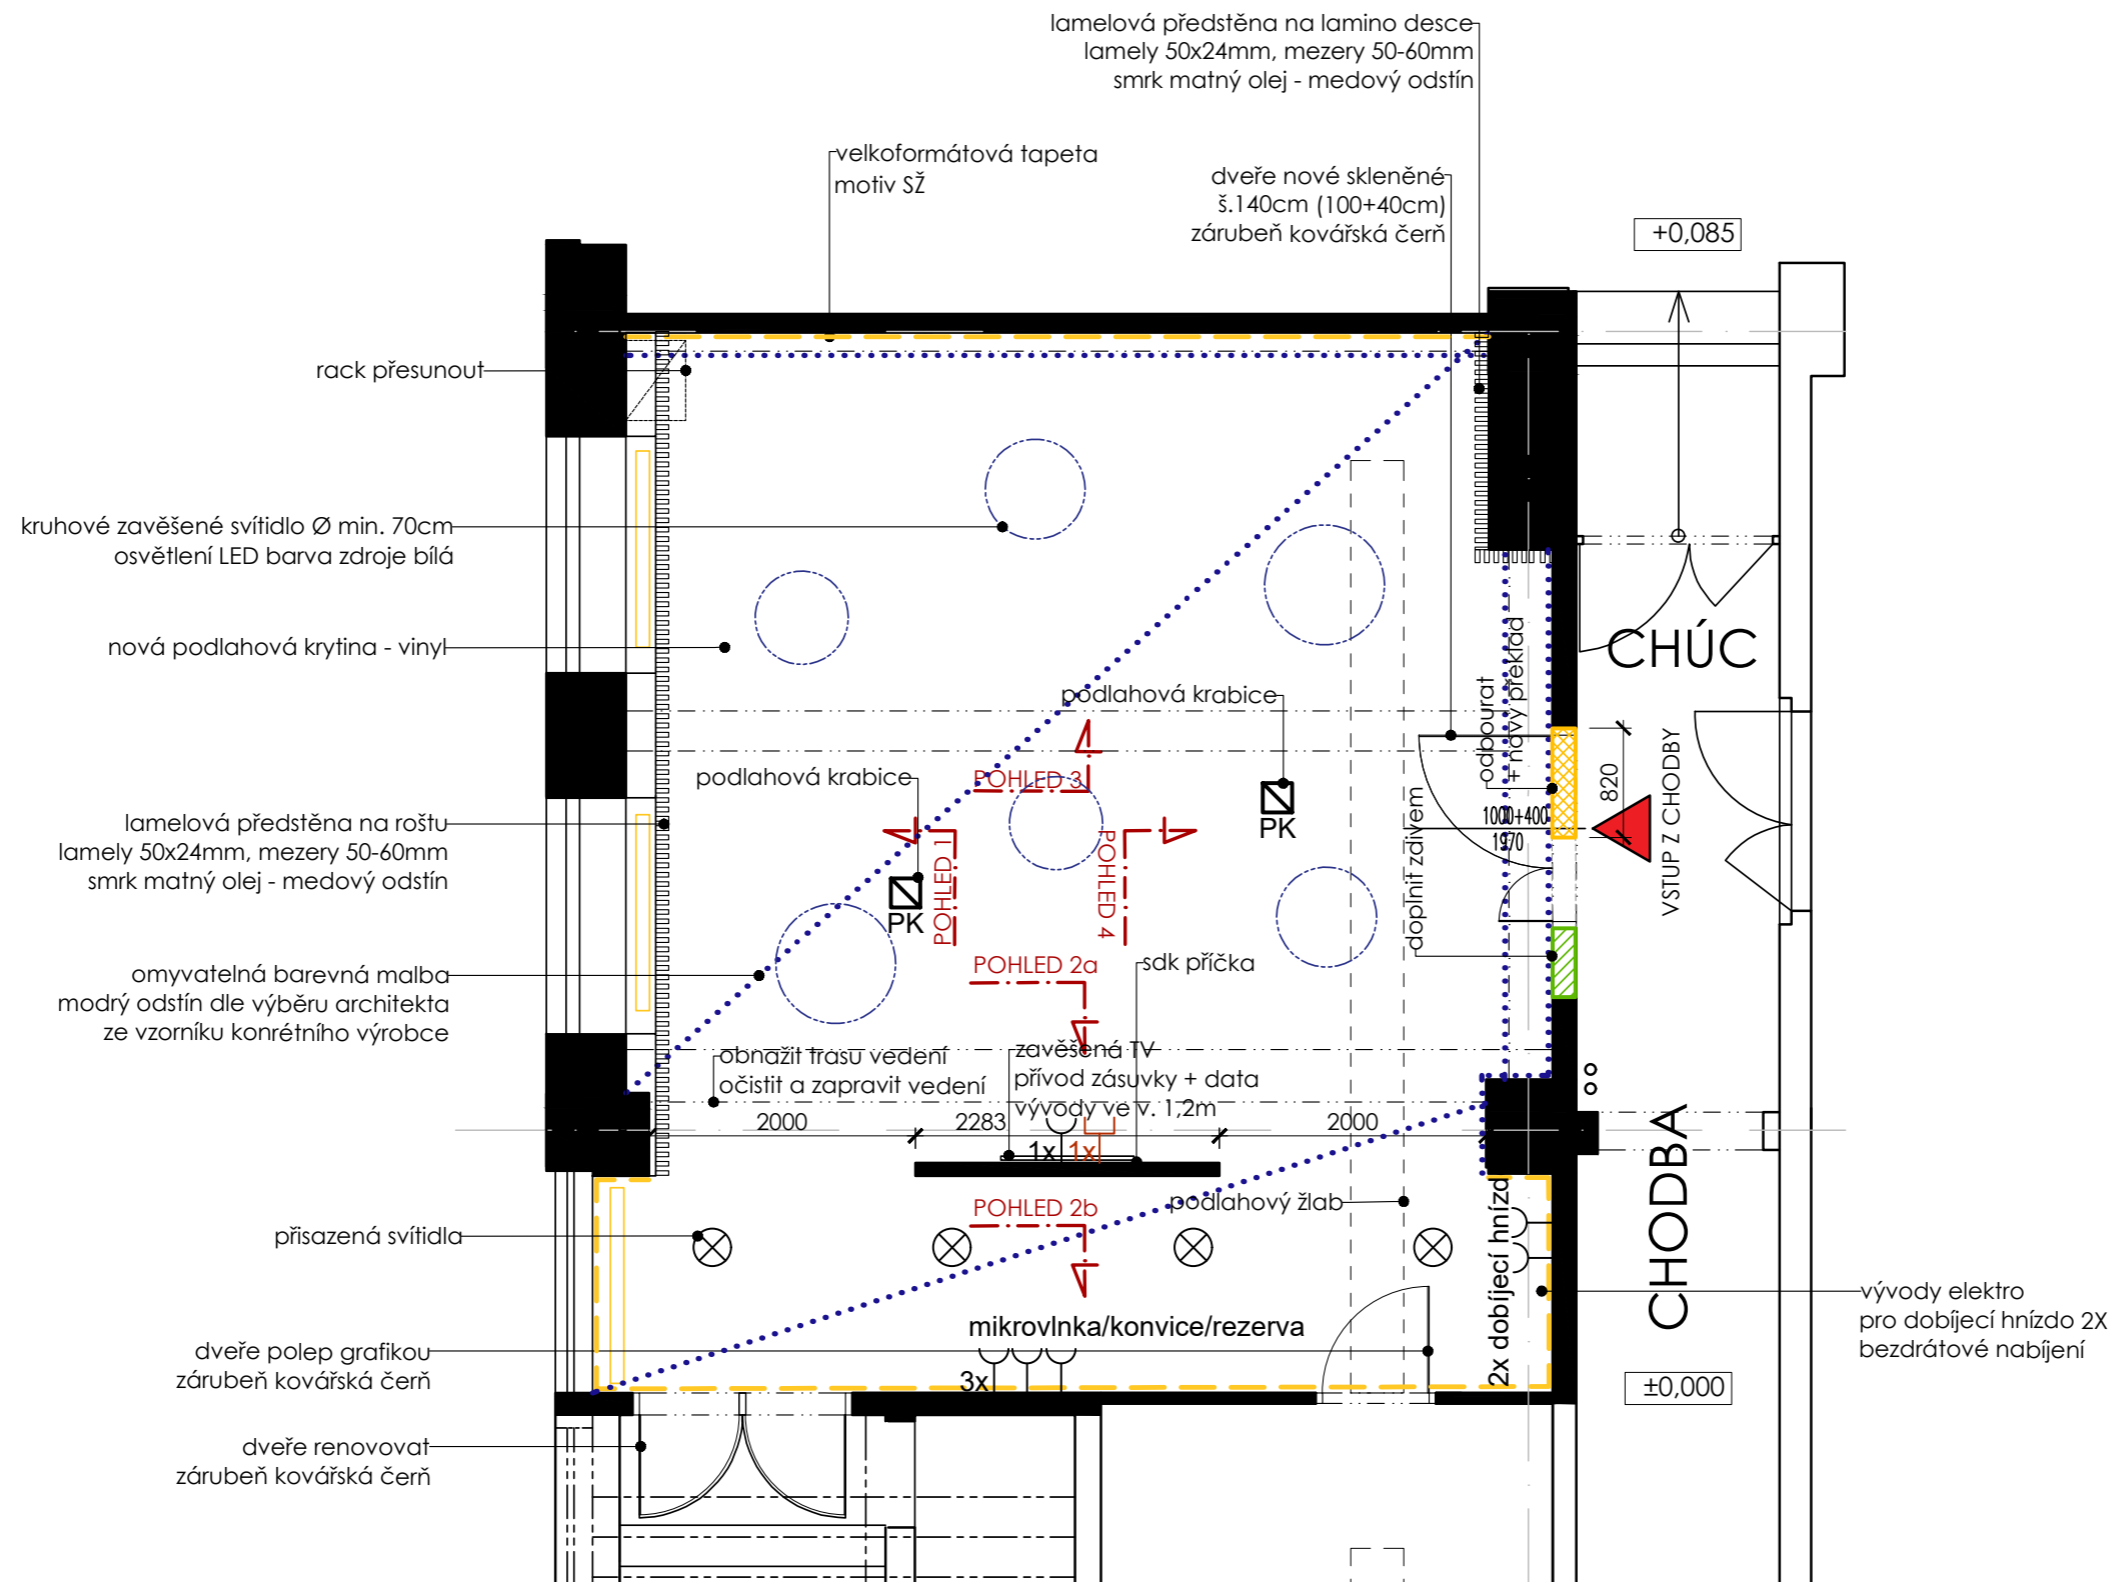 lamelová předstěna na lamino desce
lamely 50x24mm, mezery 50-60mm
smrk matný olej - medový odstín
velkoformátová tapeta
motiv SŽ
dveře nové skleněné
š.140cm (100+40cm)
zárubeň kovářská čerň
+0,085
rack přesunout
kruhové zavěšené svítidlo Ø min. 70cm
osvětlení LED barva zdroje bílá
nová podlahová krytina - vinyl
CHÚC
podlahová krabice
odbourat
+ nový překlad
podlahová krabice
POHLED 3
820
VSTUP Z CHODBY
PK
1000+400
1970
lamelová předstěna na roštu
lamely 50x24mm, mezery 50-60mm
smrk matný olej - medový odstín
POHLED 1
POHLED 4
doplnit zdivem
PK
omyvatelná barevná malba
modrý odstín dle výběru architekta
ze vzorníku konrétního výrobce
POHLED 2a
sdk příčka
obnažit trasu vedení
očistit a zapravit vedení
zavěšená TV
přívod zásuvky + data
vývody ve v. 1,2m
2000
2283
2000
1x
1x
CHODBA
POHLED 2b
podlahový žlab
přisazená svítidla
2x dobíjecí hnízd
vývody elektro
pro dobíjecí hnízdo 2X
bezdrátové nabíjení
mikrovlnka/konvice/rezerva
3x
dveře polep grafikou
zárubeň kovářská čerň
±0,000
dveře renovovat
zárubeň kovářská čerň